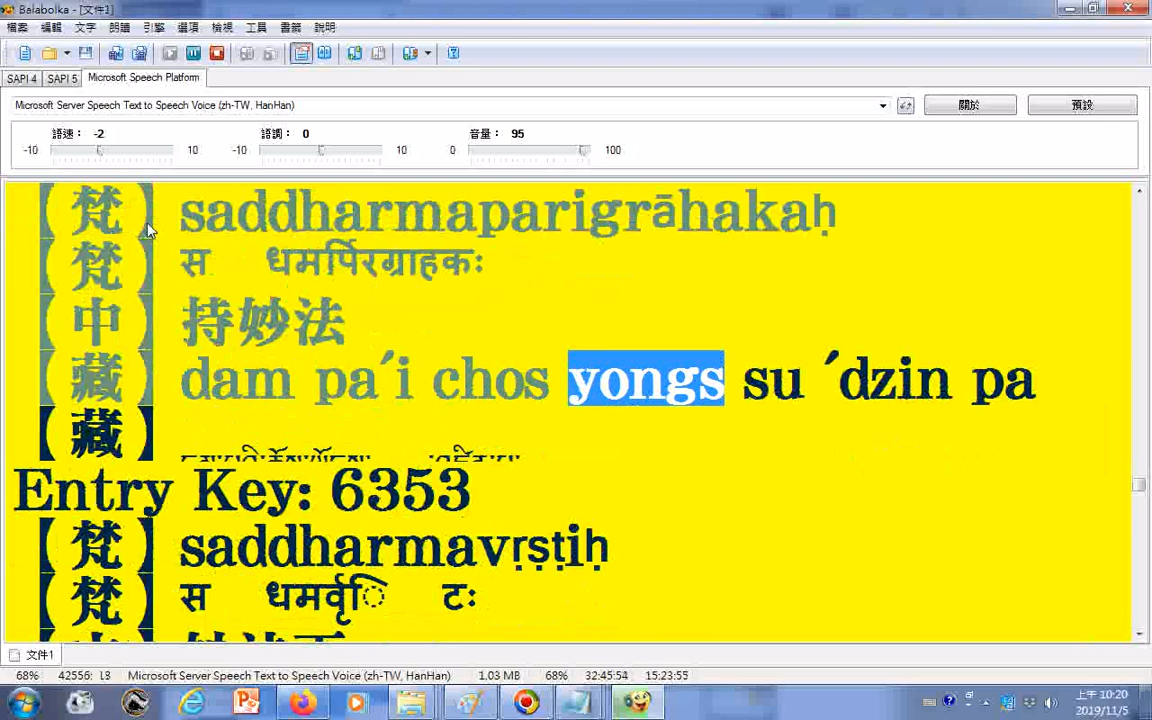 Balabolka - [文件1]
檔案 編輯 文字 朗讀 引擎 選項 檢視 工具 書籤 說明
SAPI 4 SAPI 5 Microsoft Speech Platform
Microsoft Server Speech Text to Speech Voice (zh-TW, HanHan) 關於 預設
語速： -2 語調： 0 音量： 95
-10 10 -10 10 0 100
【梵】 saddharmaparigrāhakaḥ
【梵】 स धमर्पिरग्राहकः
【中】 持妙法
【藏】 dam pa´i chos yongs su ´dzin pa
【藏】
Entry Key: 6353
【梵】 saddharmavṛṣṭiḥ
【梵】 स धमर्वृि टः
文件1
68% 42556: 13 Microsoft Server Speech Text to Speech Voice (zh-TW, HanHan) 1.03 MB 68% 32:45:54 15:23:55
上午 10:20
2019/11/5